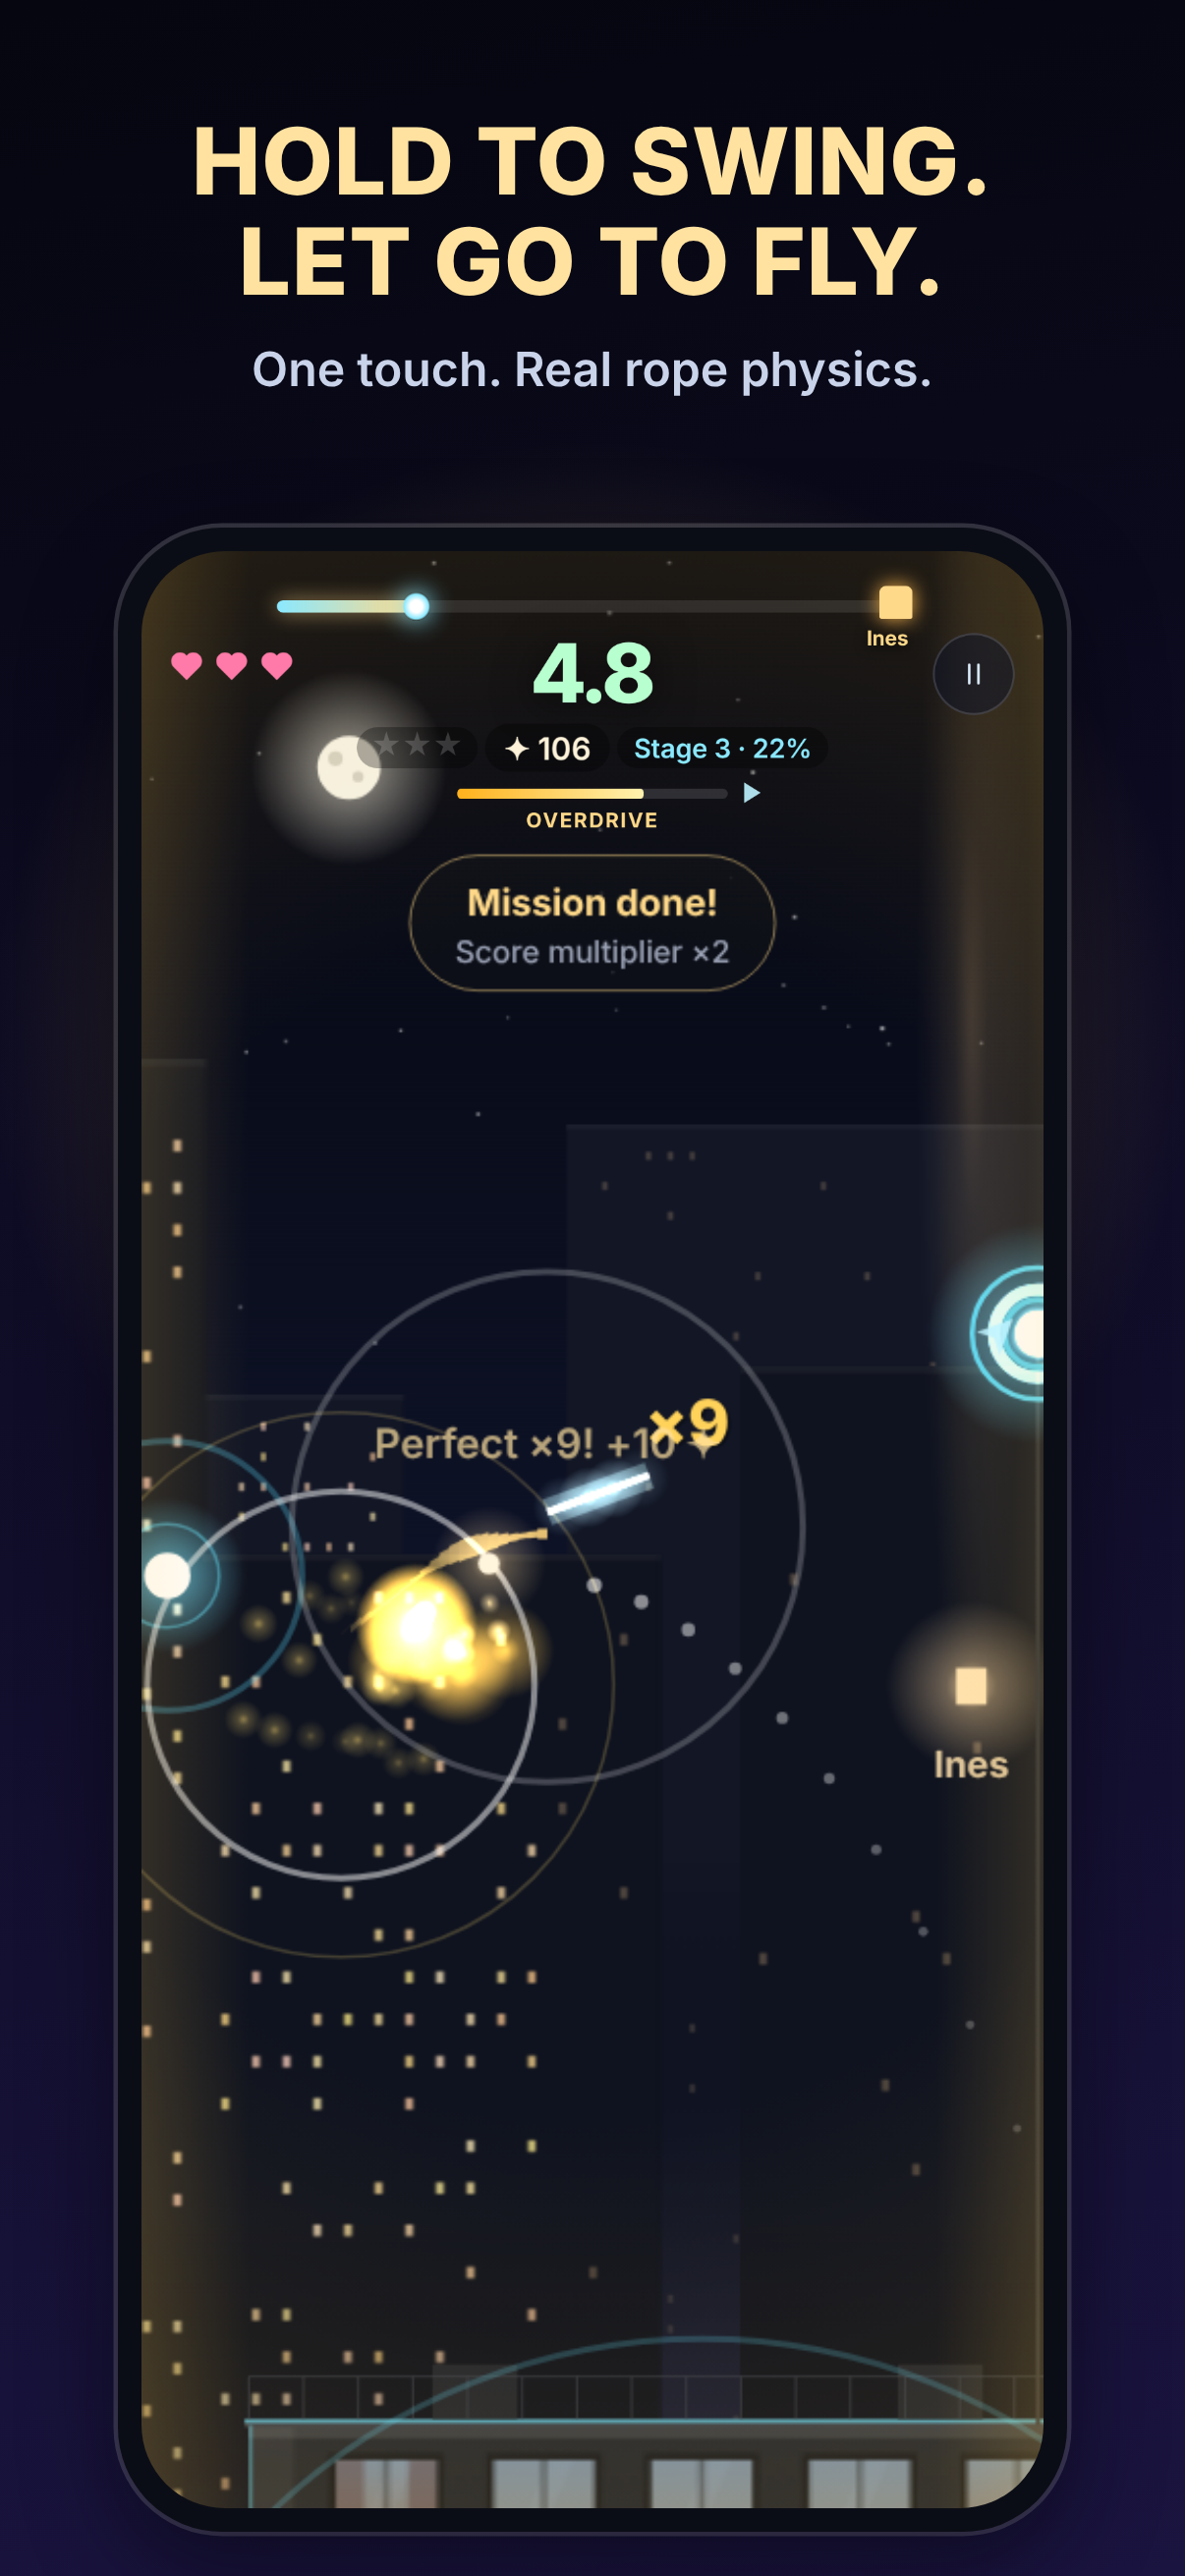 HOLD TO SWING.
LET GO TO FLY.
One touch. Real rope physics.
Ines
4.8
★★★ ✦ 106 Stage 3 · 22%
OVERDRIVE
Mission done!
Score multiplier ×2
×9
Perfect ×9! +10 ✦
Ines